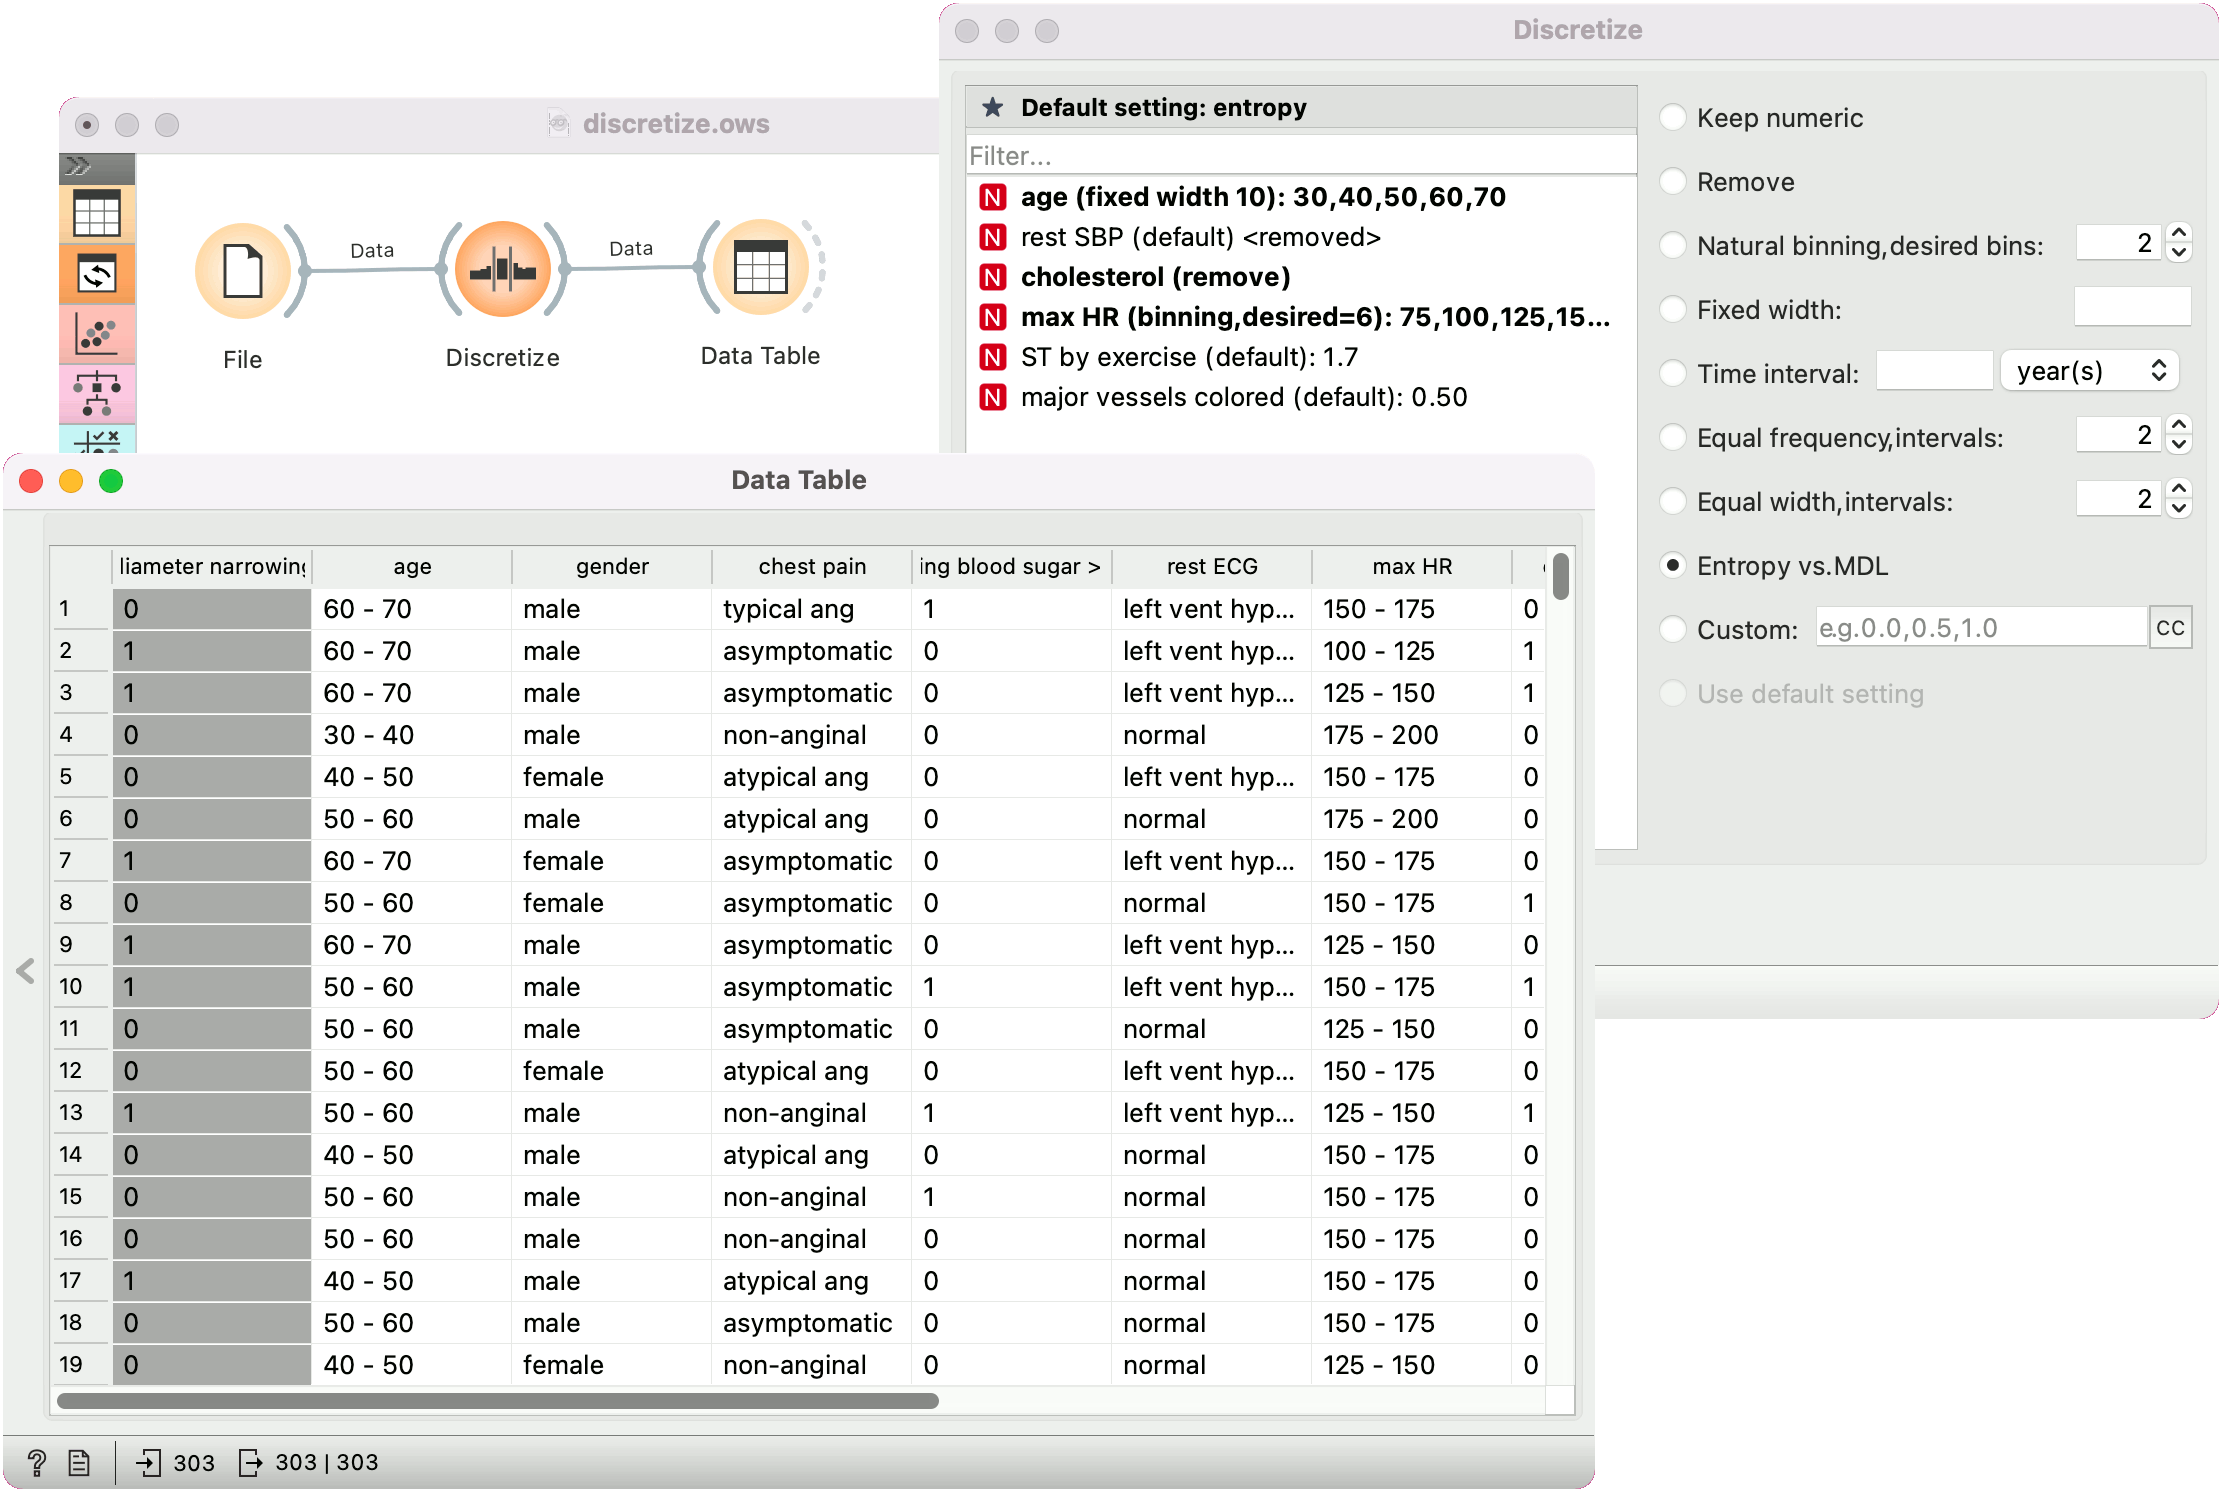 Discretize
Default setting: entropy
Filter...
N age (fixed width 10): 30,40,50,60,70
N rest SBP (default) <removed>
N cholesterol (remove)
N max HR (binning,desired=6): 75,100,125,15...
N ST by exercise (default): 1.7
N major vessels colored (default): 0.50
Keep numeric
Remove
Natural binning,desired bins: 2
Fixed width:
Time interval: year(s)
Equal frequency,intervals: 2
Equal width,intervals: 2
Entropy vs.MDL
Custom: e.g.0.0,0.5,1.0 CC
Use default setting
discretize.ows
Data Data
File Discretize Data Table
Data Table
liameter narrowing age gender chest pain ing blood sugar > rest ECG max HR
1 0 60 - 70 male typical ang 1 left vent hyp... 150 - 175 0
2 1 60 - 70 male asymptomatic 0 left vent hyp... 100 - 125 1
3 1 60 - 70 male asymptomatic 0 left vent hyp... 125 - 150 1
4 0 30 - 40 male non-anginal 0 normal 175 - 200 0
5 0 40 - 50 female atypical ang 0 left vent hyp... 150 - 175 0
6 0 50 - 60 male atypical ang 0 normal 175 - 200 0
7 1 60 - 70 female asymptomatic 0 left vent hyp... 150 - 175 0
8 0 50 - 60 female asymptomatic 0 normal 150 - 175 1
9 1 60 - 70 male asymptomatic 0 left vent hyp... 125 - 150 0
10 1 50 - 60 male asymptomatic 1 left vent hyp... 150 - 175 1
11 0 50 - 60 male asymptomatic 0 normal 125 - 150 0
12 0 50 - 60 female atypical ang 0 left vent hyp... 150 - 175 0
13 1 50 - 60 male non-anginal 1 left vent hyp... 125 - 150 1
14 0 40 - 50 male atypical ang 0 normal 150 - 175 0
15 0 50 - 60 male non-anginal 1 normal 150 - 175 0
16 0 50 - 60 male non-anginal 0 normal 150 - 175 0
17 1 40 - 50 male atypical ang 0 normal 150 - 175 0
18 0 50 - 60 male asymptomatic 0 normal 150 - 175 0
19 0 40 - 50 female non-anginal 0 normal 125 - 150 0
? 303 303 | 303